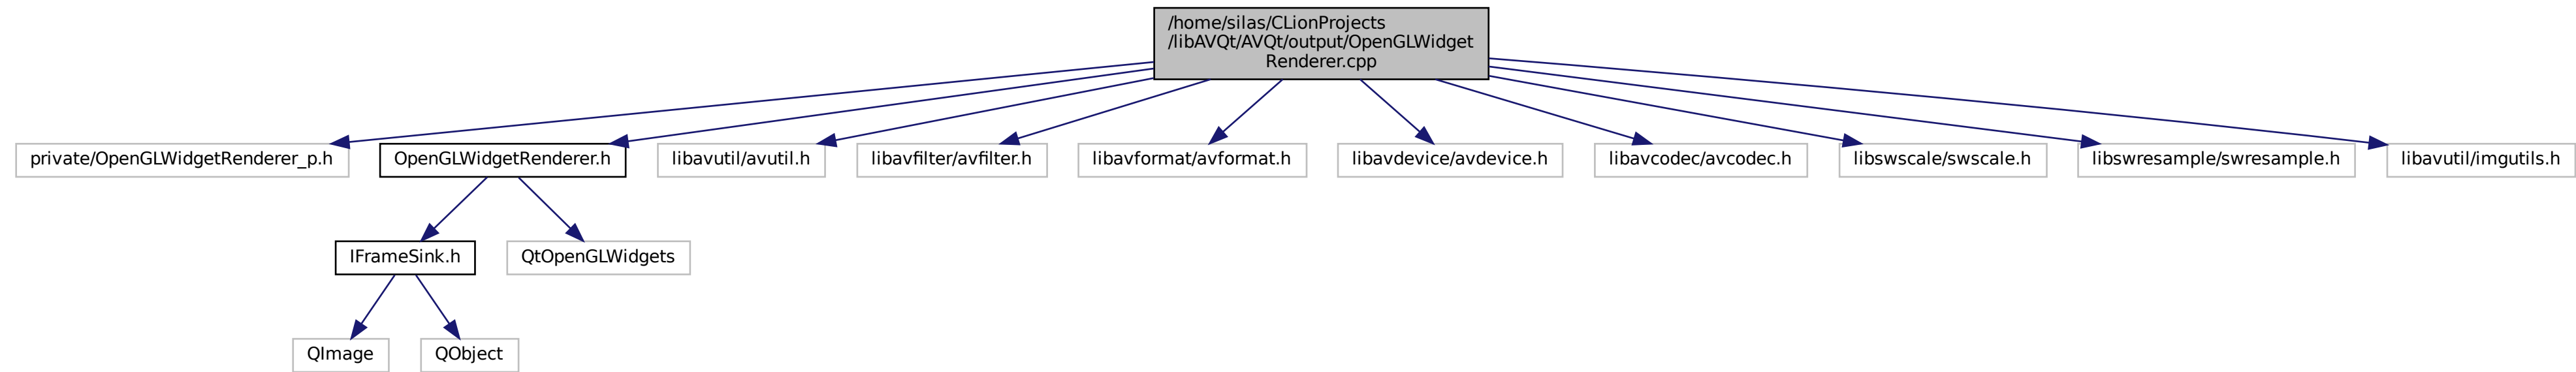 /home/silas/CLionProjects
/libAVQt/AVQt/output/OpenGLWidget
Renderer.cpp
private/OpenGLWidgetRenderer_p.h
OpenGLWidgetRenderer.h
libavutil/avutil.h
libavfilter/avfilter.h
libavformat/avformat.h
libavdevice/avdevice.h
libavcodec/avcodec.h
libswscale/swscale.h
libswresample/swresample.h
libavutil/imgutils.h
IFrameSink.h
QtOpenGLWidgets
QImage
QObject